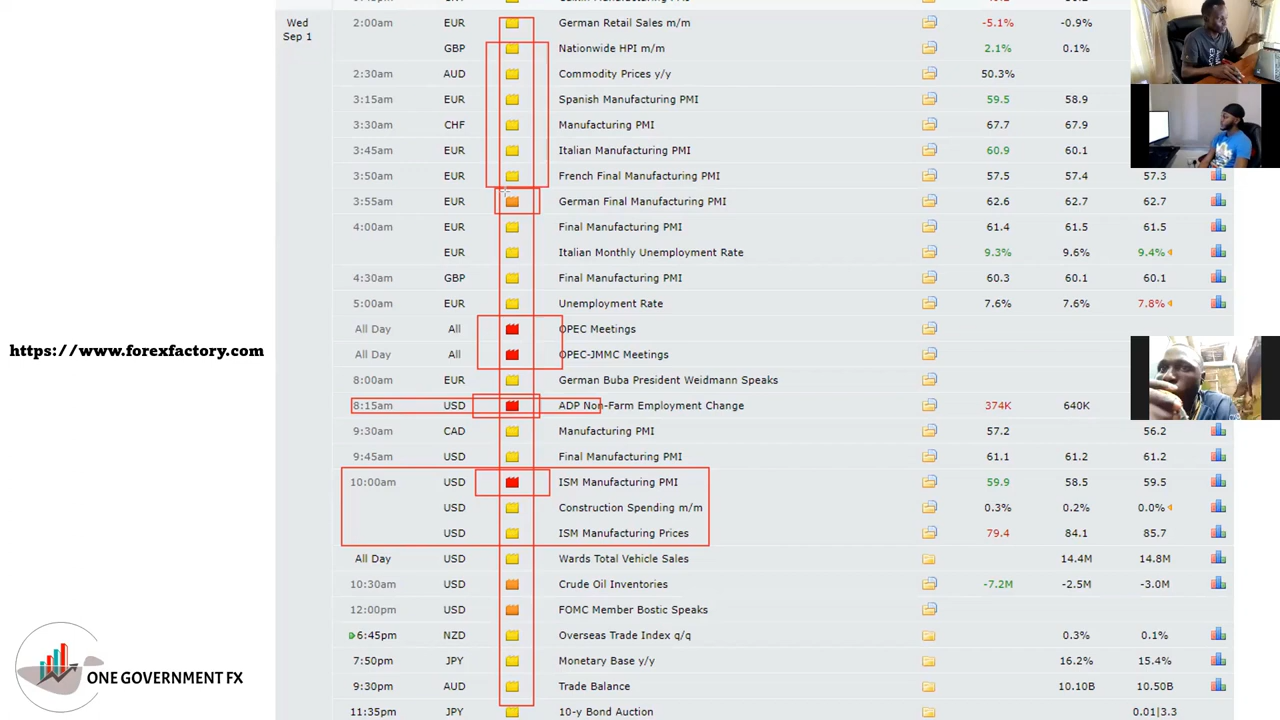 Wed Sep 1
2:00am EUR German Retail Sales m/m -5.1% -0.9%
GBP Nationwide HPI m/m 2.1% 0.1%
2:30am AUD Commodity Prices y/y 50.3%
3:15am EUR Spanish Manufacturing PMI 59.5 58.9
3:30am CHF Manufacturing PMI 67.7 67.9
3:45am EUR Italian Manufacturing PMI 60.9 60.1
3:50am EUR French Final Manufacturing PMI 57.5 57.4 57.3
3:55am EUR German Final Manufacturing PMI 62.6 62.7 62.7
4:00am EUR Final Manufacturing PMI 61.4 61.5 61.5
EUR Italian Monthly Unemployment Rate 9.3% 9.6% 9.4%
4:30am GBP Final Manufacturing PMI 60.3 60.1 60.1
5:00am EUR Unemployment Rate 7.6% 7.6% 7.8%
All Day All OPEC Meetings
All Day All OPEC-JMMC Meetings
8:00am EUR German Buba President Weidmann Speaks
8:15am USD ADP Non-Farm Employment Change 374K 640K
9:30am CAD Manufacturing PMI 57.2 56.2
9:45am USD Final Manufacturing PMI 61.1 61.2 61.2
10:00am USD ISM Manufacturing PMI 59.9 58.5 59.5
USD Construction Spending m/m 0.3% 0.2% 0.0%
USD ISM Manufacturing Prices 79.4 84.1 85.7
All Day USD Wards Total Vehicle Sales 14.4M 14.8M
10:30am USD Crude Oil Inventories -7.2M -2.5M -3.0M
12:00pm USD FOMC Member Bostic Speaks
6:45pm NZD Overseas Trade Index q/q 0.3% 0.1%
7:50pm JPY Monetary Base y/y 16.2% 15.4%
9:30pm AUD Trade Balance 10.10B 10.50B
11:35pm JPY 10-y Bond Auction 0.01|3.3
https://www.forexfactory.com
ONE GOVERNMENT FX